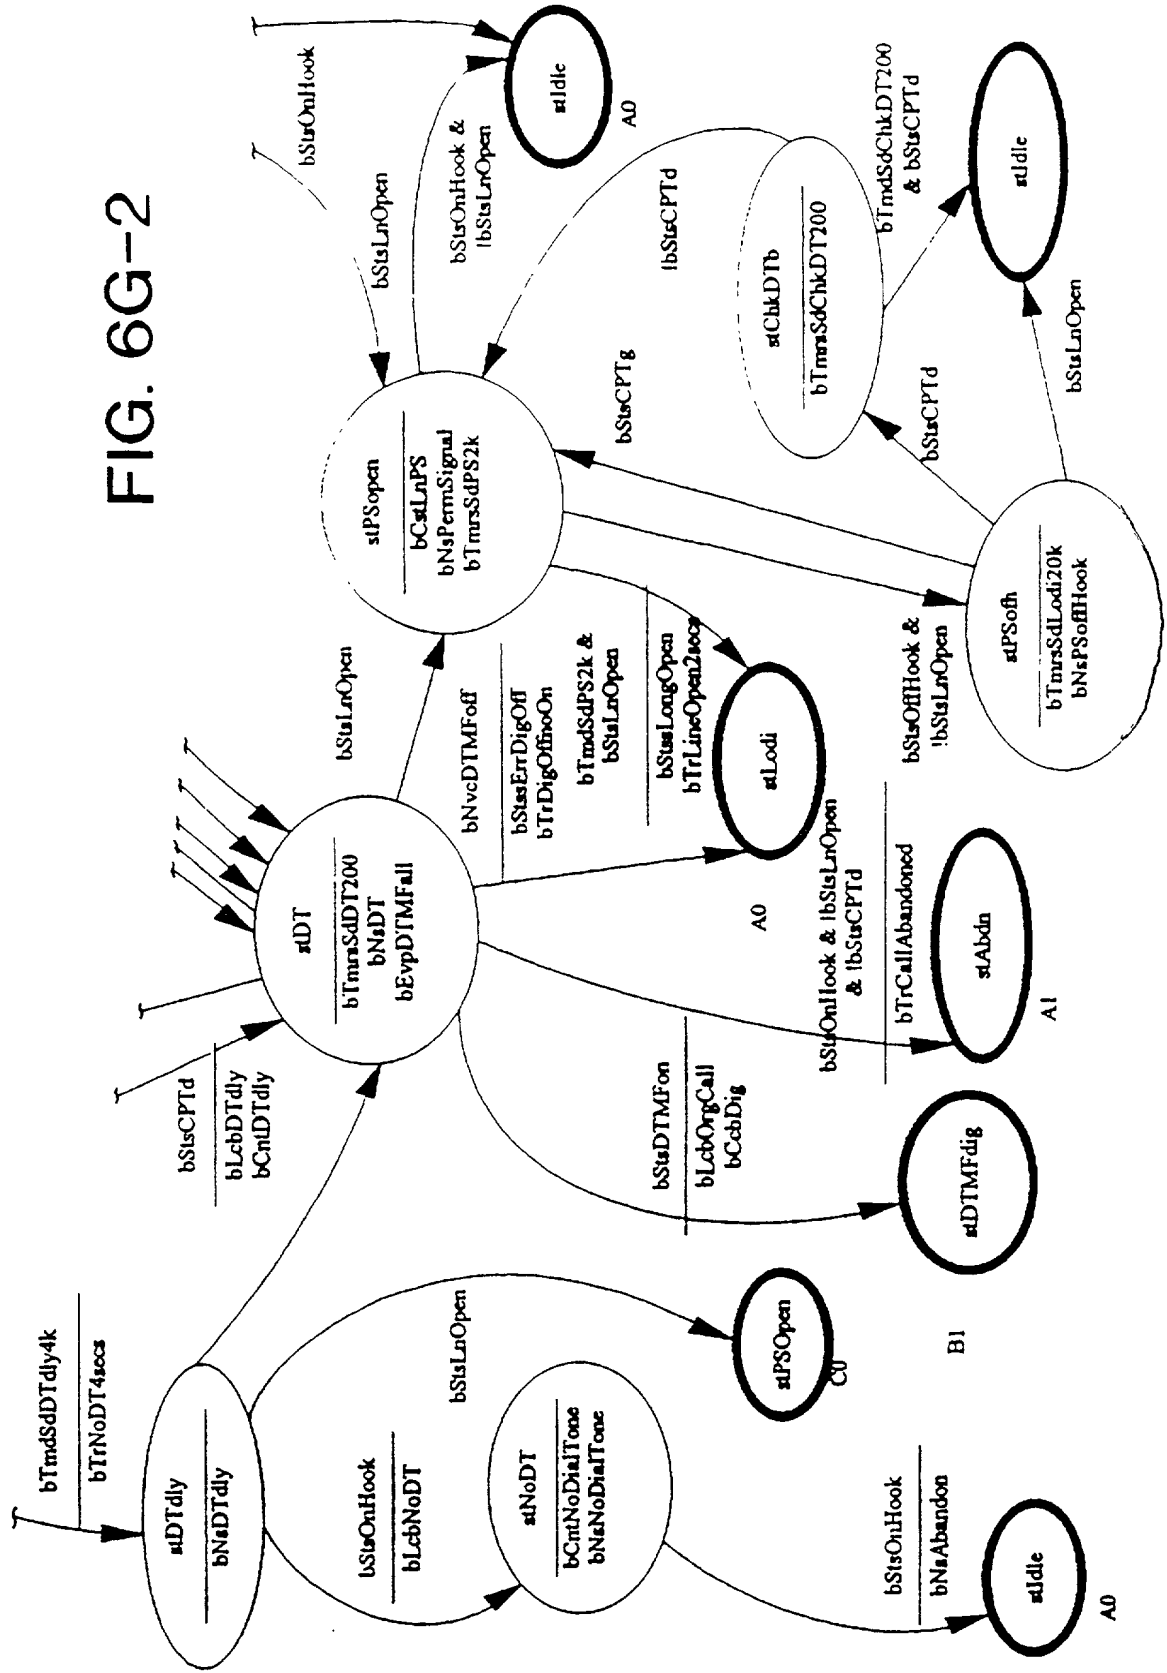 FIG. 6G-2
bTmdSdDTdly4k
bTrNoDT4secs
stDTdly
bNsDTdly
bStsOnHook
bLcbNoDT
stNoDT
bCntNoDialTone
bNsNoDialTone
bStsOnHook
bNsAbandon
stIdle
A0
bStsLnOpen
stPSOpen
C0
bStsCPTd
bLcbDTdly
bCntDTdly
stDT
bTmrsSdDT200
bNsDT
bEvpDTMFall
bStsDTMFon
bLcbOrgCall
bCcbDig
stDTMFdig
B1
bStsOnHook & !bStsLnOpen
& !bStsCPTd
bTrCallAbandoned
stAbdn
A1
bNvcDTMFoff
bStssErrDigOff
bTrDigOffnoOn
stLodi
A0
bStsLnOpen
bTmdSdPS2k &
bStsLnOpen
bStssLongOpen
bTrLineOpen2secs
stPSopen
bCstLnPS
bNsPermSignal
bTmrsSdPS2k
bStsOffHook &
!bStsLnOpen
stPSofh
bTmrsSdLodi20k
bNsPSoffHook
bStsCPTg
bStsCPTd
bStsLnOpen
stChkDTb
bTmrsSdChkDT200
!bStsCPTd
bTmdSdChkDT200
& bStsCPTd
stIdle
bStsLnOpen
bStsOnHook &
!bStsLnOpen
bStsOnHook
stIdle
A0